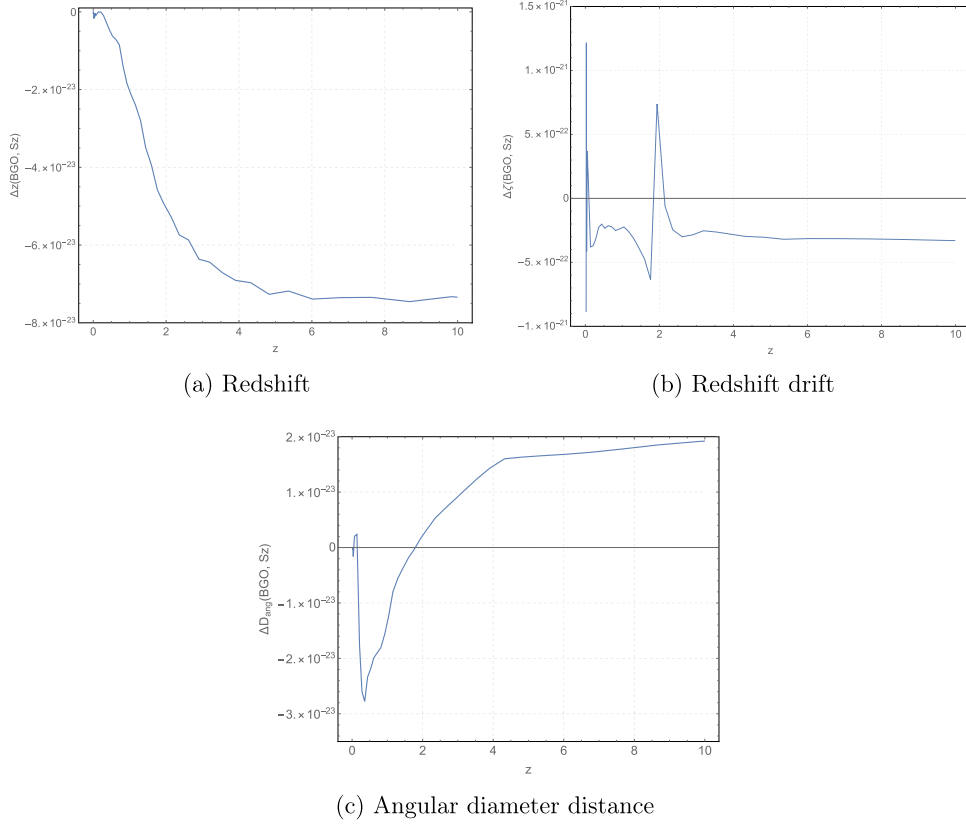 0
−2.×10⁻²³
−4.×10⁻²³
−6.×10⁻²³
−8.×10⁻²³
Δz(BGO, Sz)
0 2 4 6 8 10
z
(a) Redshift
1.5×10⁻²¹
1.×10⁻²¹
5.×10⁻²²
0
−5.×10⁻²²
−1.×10⁻²¹
Δζ(BGO, Sz)
0 2 4 6 8 10
z
(b) Redshift drift
2.×10⁻²³
1.×10⁻²³
0
−1.×10⁻²³
−2.×10⁻²³
−3.×10⁻²³
ΔDₐₙg(BGO, Sz)
0 2 4 6 8 10
z
(c) Angular diameter distance